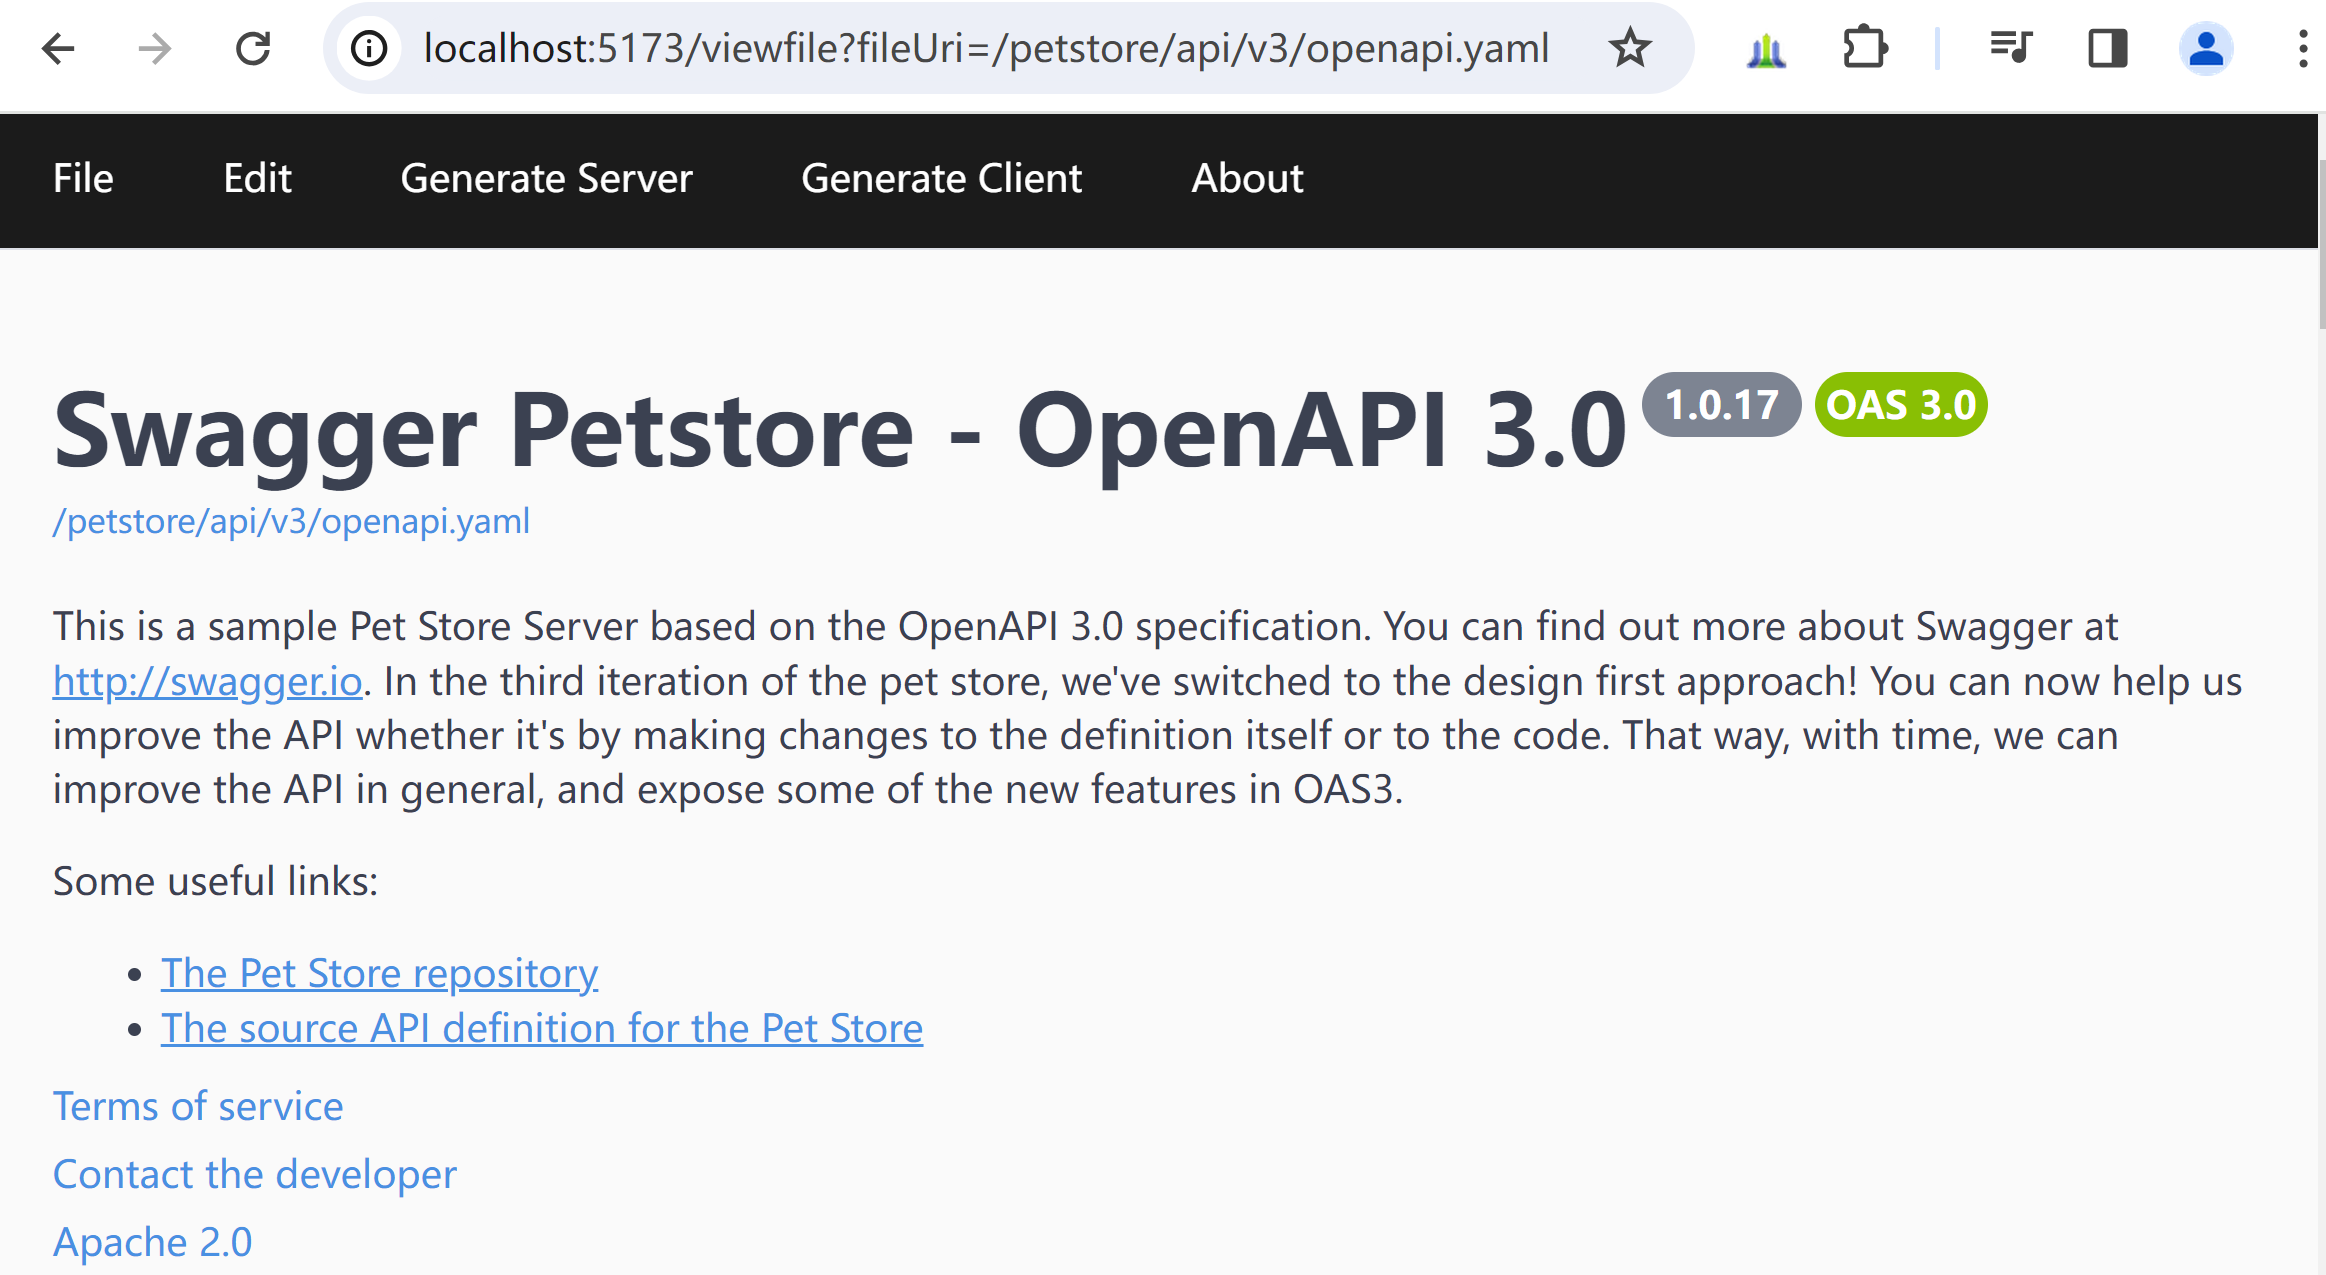 localhost:5173/viewfile?fileUri=/petstore/api/v3/openapi.yaml
File Edit Generate Server Generate Client About
Swagger Petstore - OpenAPI 3.0 1.0.17 OAS 3.0
/petstore/api/v3/openapi.yaml
This is a sample Pet Store Server based on the OpenAPI 3.0 specification. You can find out more about Swagger at
http://swagger.io. In the third iteration of the pet store, we've switched to the design first approach! You can now help us
improve the API whether it's by making changes to the definition itself or to the code. That way, with time, we can
improve the API in general, and expose some of the new features in OAS3.
Some useful links:
• The Pet Store repository
• The source API definition for the Pet Store
Terms of service
Contact the developer
Apache 2.0